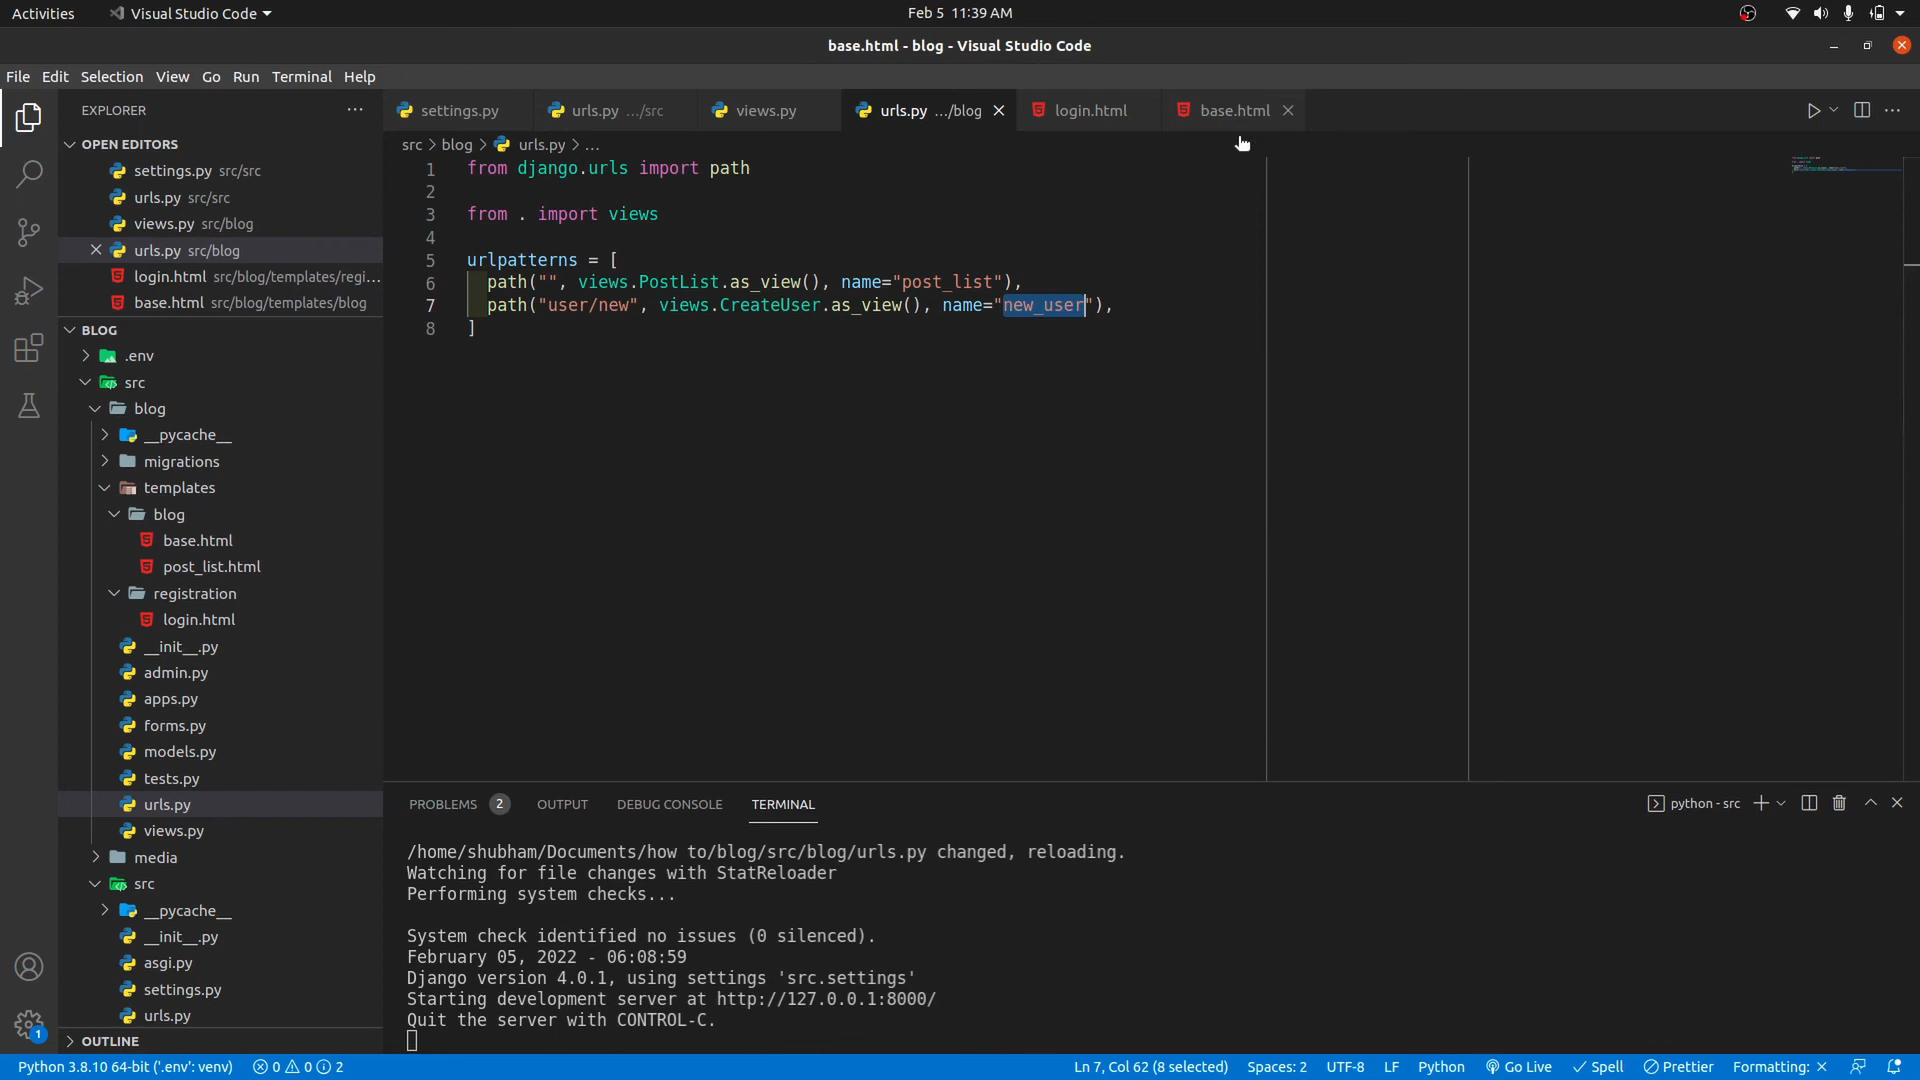 Activities
Visual Studio Code
Feb 5 11:39 AM
base.html - blog - Visual Studio Code
File Edit Selection View Go Run Terminal Help
EXPLORER
OPEN EDITORS
settings.py src/src
urls.py src/src
views.py src/blog
urls.py src/blog
login.html src/blog/templates/regi...
base.html src/blog/templates/blog
BLOG
.env
src
blog
__pycache__
migrations
templates
blog
base.html
post_list.html
registration
login.html
__init__.py
admin.py
apps.py
forms.py
models.py
tests.py
urls.py
views.py
media
src
__pycache__
__init__.py
asgi.py
settings.py
urls.py
OUTLINE
settings.py
urls.py .../src
views.py
urls.py .../blog
login.html
base.html
src > blog > urls.py > ...
1 from django.urls import path
2
3 from . import views
4
5 urlpatterns = [
6 path("", views.PostList.as_view(), name="post_list"),
7 path("user/new", views.CreateUser.as_view(), name="new_user"),
8 ]
PROBLEMS 2 OUTPUT DEBUG CONSOLE TERMINAL
python - src
/home/shubham/Documents/how to/blog/src/blog/urls.py changed, reloading.
Watching for file changes with StatReloader
Performing system checks...
System check identified no issues (0 silenced).
February 05, 2022 - 06:08:59
Django version 4.0.1, using settings 'src.settings'
Starting development server at http://127.0.0.1:8000/
Quit the server with CONTROL-C.
1
Python 3.8.10 64-bit ('.env': venv) 0 0 2
Ln 7, Col 62 (8 selected) Spaces: 2 UTF-8 LF Python Go Live Spell Prettier Formatting: ×